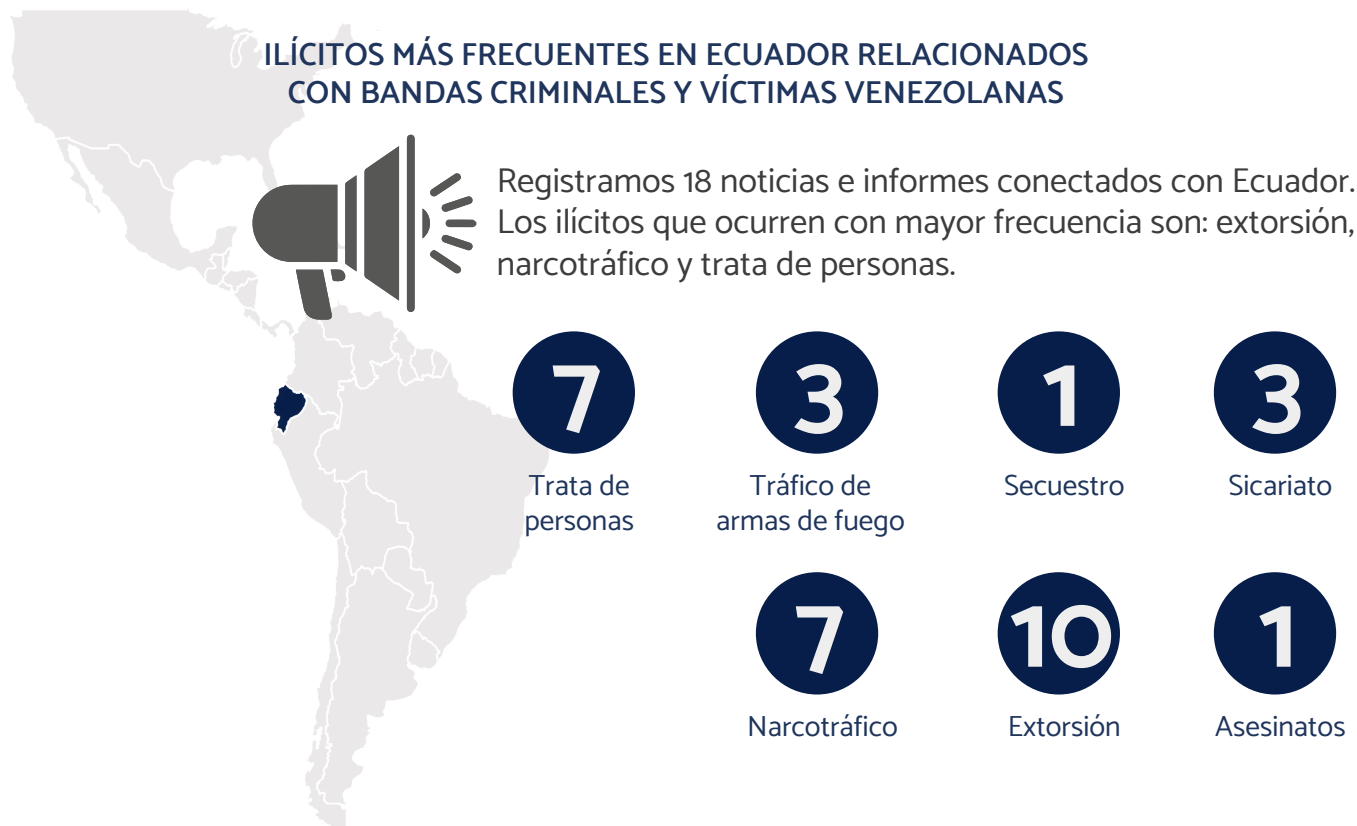 ILÍCITOS MÁS FRECUENTES EN ECUADOR RELACIONADOS
CON BANDAS CRIMINALES Y VÍCTIMAS VENEZOLANAS
Registramos 18 noticias e informes conectados con Ecuador.
Los ilícitos que ocurren con mayor frecuencia son: extorsión,
narcotráfico y trata de personas.
7
Trata de
personas
3
Tráfico de
armas de fuego
1
Secuestro
3
Sicariato
7
Narcotráfico
10
Extorsión
1
Asesinatos